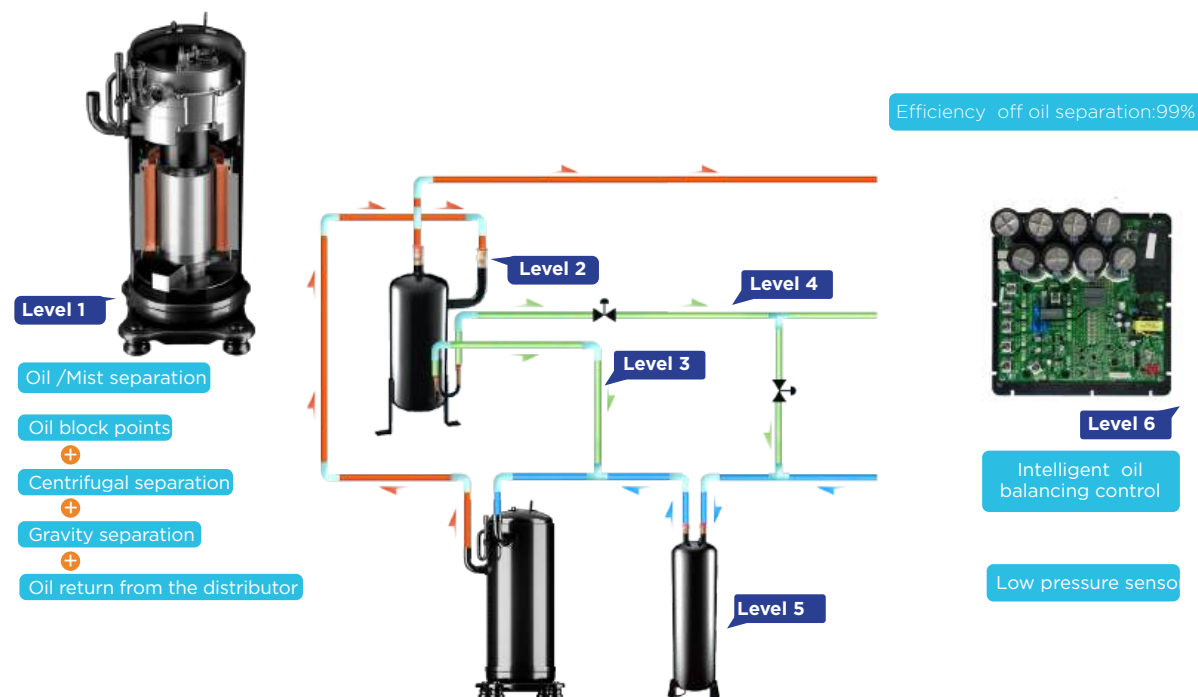 Efficiency off oil separation:99%
Level 1
Level 2
Level 4
Level 3
Level 6
Level 5
Oil /Mist separation
Oil block points
+
Centrifugal separation
+
Gravity separation
+
Oil return from the distributor
Intelligent oil
balancing control
Low pressure senso